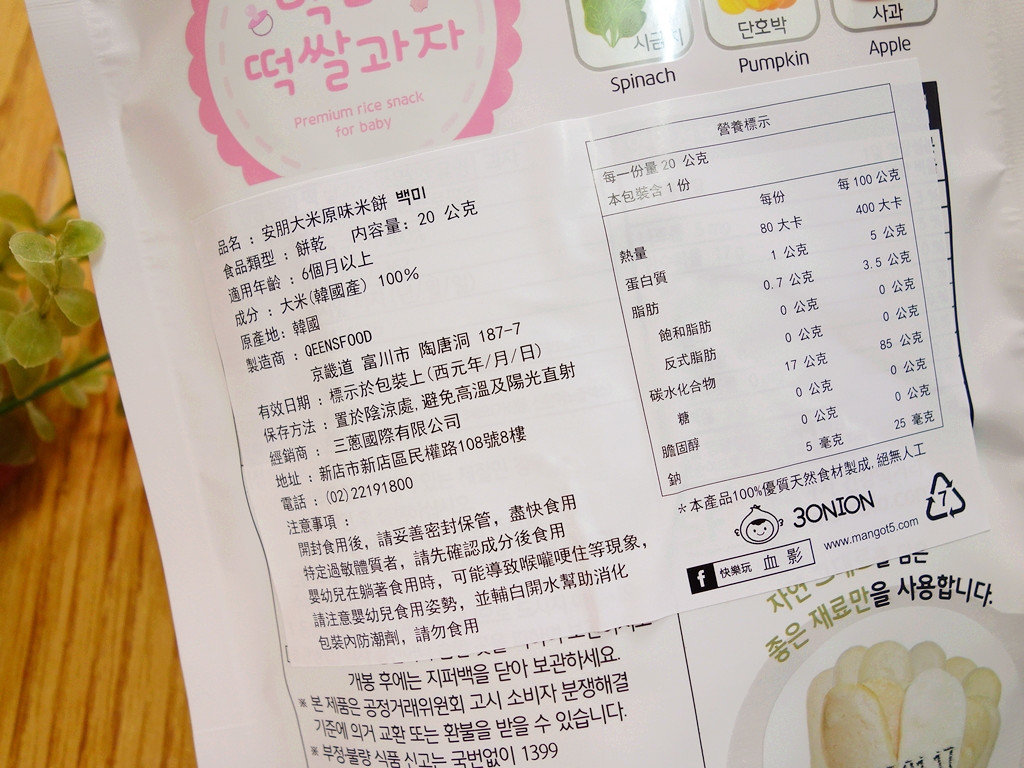 떡쌀과자
Premium rice snack
for baby
Spinach
단호박
Pumpkin
사과
Apple
品名 : 安朋大米原味米餅 백미
食品類型 : 餅乾 内容量: 20 公克
適用年齡 : 6個月以上
成分 : 大米(韓國產) 100%
原產地: 韓國
製造商 : QEENSFOOD
京畿道 富川市 陶唐洞 187-7
有效日期 : 標示於包裝上(西元年/月/日)
保存方法 : 置於陰涼處,避免高溫及陽光直射
經銷商 : 三蔥國際有限公司
地址 : 新店市新店區民權路108號8樓
電話 : (02)22191800
注意事項 :
開封食用後, 請妥善密封保管, 盡快食用
特定過敏體質者, 請先確認成分後食用
嬰幼兒在躺著食用時, 可能導致喉嚨哽住等現象,
請注意嬰幼兒食用姿勢, 並輔白開水幫助消化
包裝內防潮劑, 請勿食用
營養標示
每一份量 20 公克
本包裝含 1 份
每份 每 100 公克
熱量 80 大卡 400 大卡
蛋白質 1 公克 5 公克
脂肪 0.7 公克 3.5 公克
飽和脂肪 0 公克 0 公克
反式脂肪 0 公克 0 公克
碳水化合物 17 公克 85 公克
糖 0 公克 0 公克
膽固醇 0 公克 0 公克
鈉 5 毫克 25 毫克
*本產品100%優質天然食材製成, 絕無人工
3ONION
7
f 快樂玩 血影
www.mangot5.com
개봉 후에는 지퍼백을 닫아 보관하세요.
※ 본 제품은 공정거래위원회 고시 소비자 분쟁해결
기준에 의거 교환 또는 환불을 받을 수 있습니다.
※ 부정·불량 식품 신고는 국번없이 1399
좋은 재료만을 사용합니다.
01.17